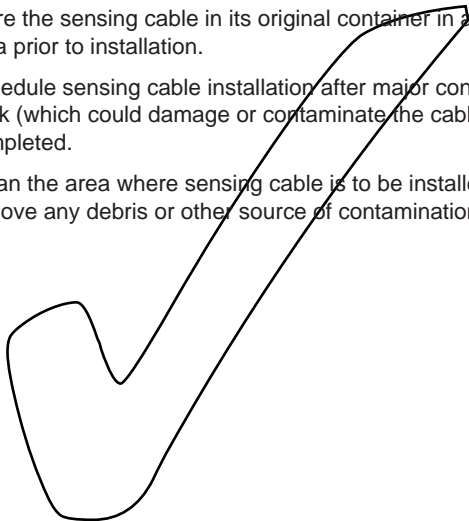 re the sensing cable in its original container in a
a prior to installation.
edule sensing cable installation after major con
k (which could damage or contaminate the cabl
mpleted.
an the area where sensing cable is to be installe
ove any debris or other source of contamination